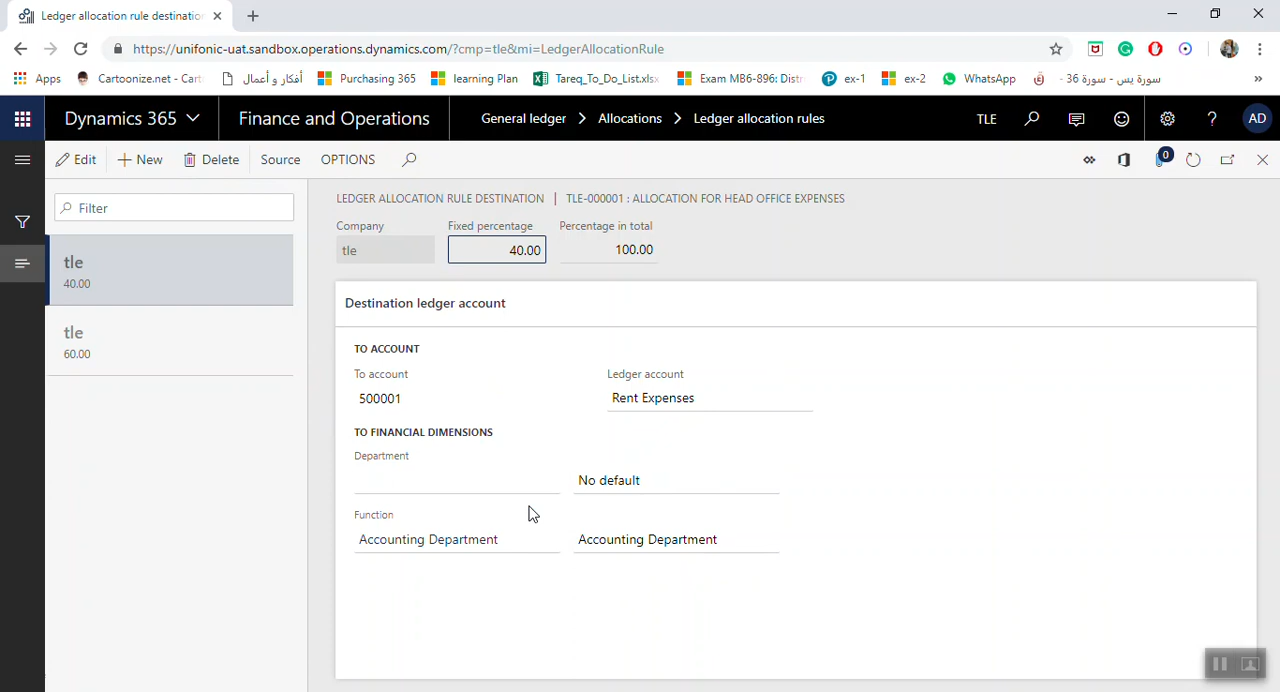 Ledger allocation rule destination
https://unifonic-uat.sandbox.operations.dynamics.com/?cmp=tle&mi=LedgerAllocationRule
Apps Cartoonize.net - Cart أفكار و أعمال Purchasing 365 learning Plan Tareq_To_Do_List.xlsx Exam MB6-896: Distr ex-1 ex-2 WhatsApp سورة يس - سورة 36 - »
Dynamics 365 Finance and Operations General ledger > Allocations > Ledger allocation rules TLE ? AD
Edit + New Delete Source OPTIONS 0
Filter
LEDGER ALLOCATION RULE DESTINATION | TLE-000001 : ALLOCATION FOR HEAD OFFICE EXPENSES
Company Fixed percentage Percentage in total
tle 40.00 100.00
tle
40.00
tle
60.00
Destination ledger account
TO ACCOUNT
To account Ledger account
500001 Rent Expenses
TO FINANCIAL DIMENSIONS
Department
No default
Function
Accounting Department Accounting Department